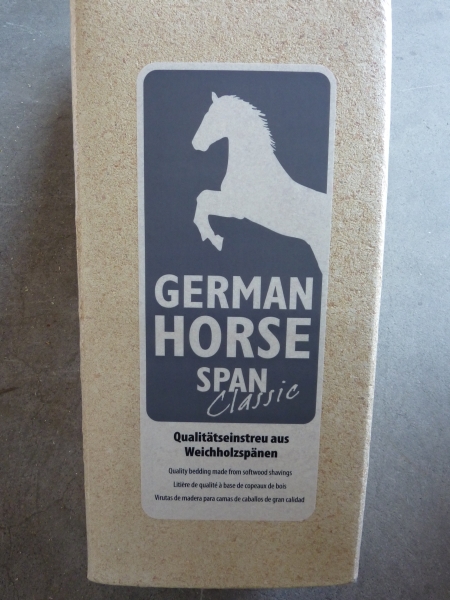 GERMAN
HORSE
SPAN
Classic
Qualitätseinstreu aus
Weichholzspänen
Quality bedding made from softwood shavings
Litière de qualité à base de copeaux de bois
Virutas de madera para camas de caballos de gran calidad